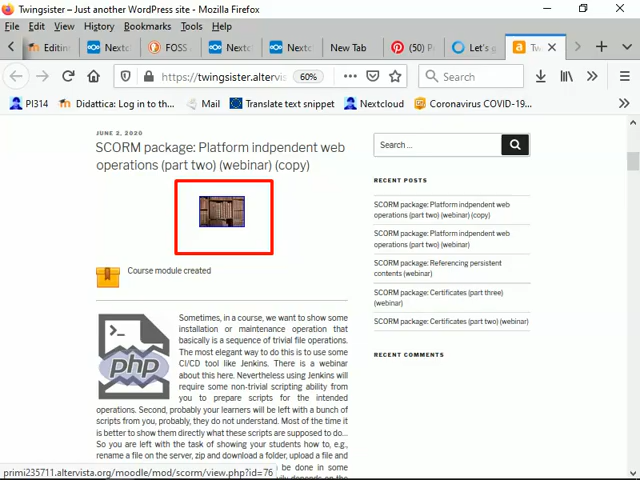 Twingsister – Just another WordPress site - Mozilla Firefox
File Edit View History Bookmarks Tools Help
Editin Nextc FOSS Nextc Nextc New Tab (50) P Let's g Tw
https://twingsister.altervis 60% Search
PI314 Didattica: Log in to th... Mail Translate text snippet Nextcloud Coronavirus COVID-19...
JUNE 2, 2020
SCORM package: Platform indpendent web
operations (part two) (webinar) (copy)
Course module created
Sometimes, in a course, we want to show some
installation or maintenance operation that
basically is a sequence of trivial file operations.
The most elegant way to do this is to use some
CI/CD tool like Jenkins. There is a webinar
about this here. Nevertheless using Jenkins will
require some non-trivial scripting ability from
you to prepare scripts for the intended
operations. Second, probably your learners will be left with a bunch of
scripts from you, probably, they do not understand. Most of the time it
is better to show them directly what these scripts are supposed to do...
So you are left with the task of showing your students how to, e.g.,
rename a file on the server, zip and download a folder, upload a file and
be done in some
php
Search ...
RECENT POSTS
SCORM package: Platform indpendent web
operations (part two) (webinar) (copy)
SCORM package: Platform indpendent web
operations (part two) (webinar)
SCORM package: Referencing persistent
contents (webinar)
SCORM package: Certificates (part three)
(webinar)
SCORM package: Certificates (part two) (webinar)
RECENT COMMENTS
primi235711.altervista.org/moodle/mod/scorm/view.php?id=76